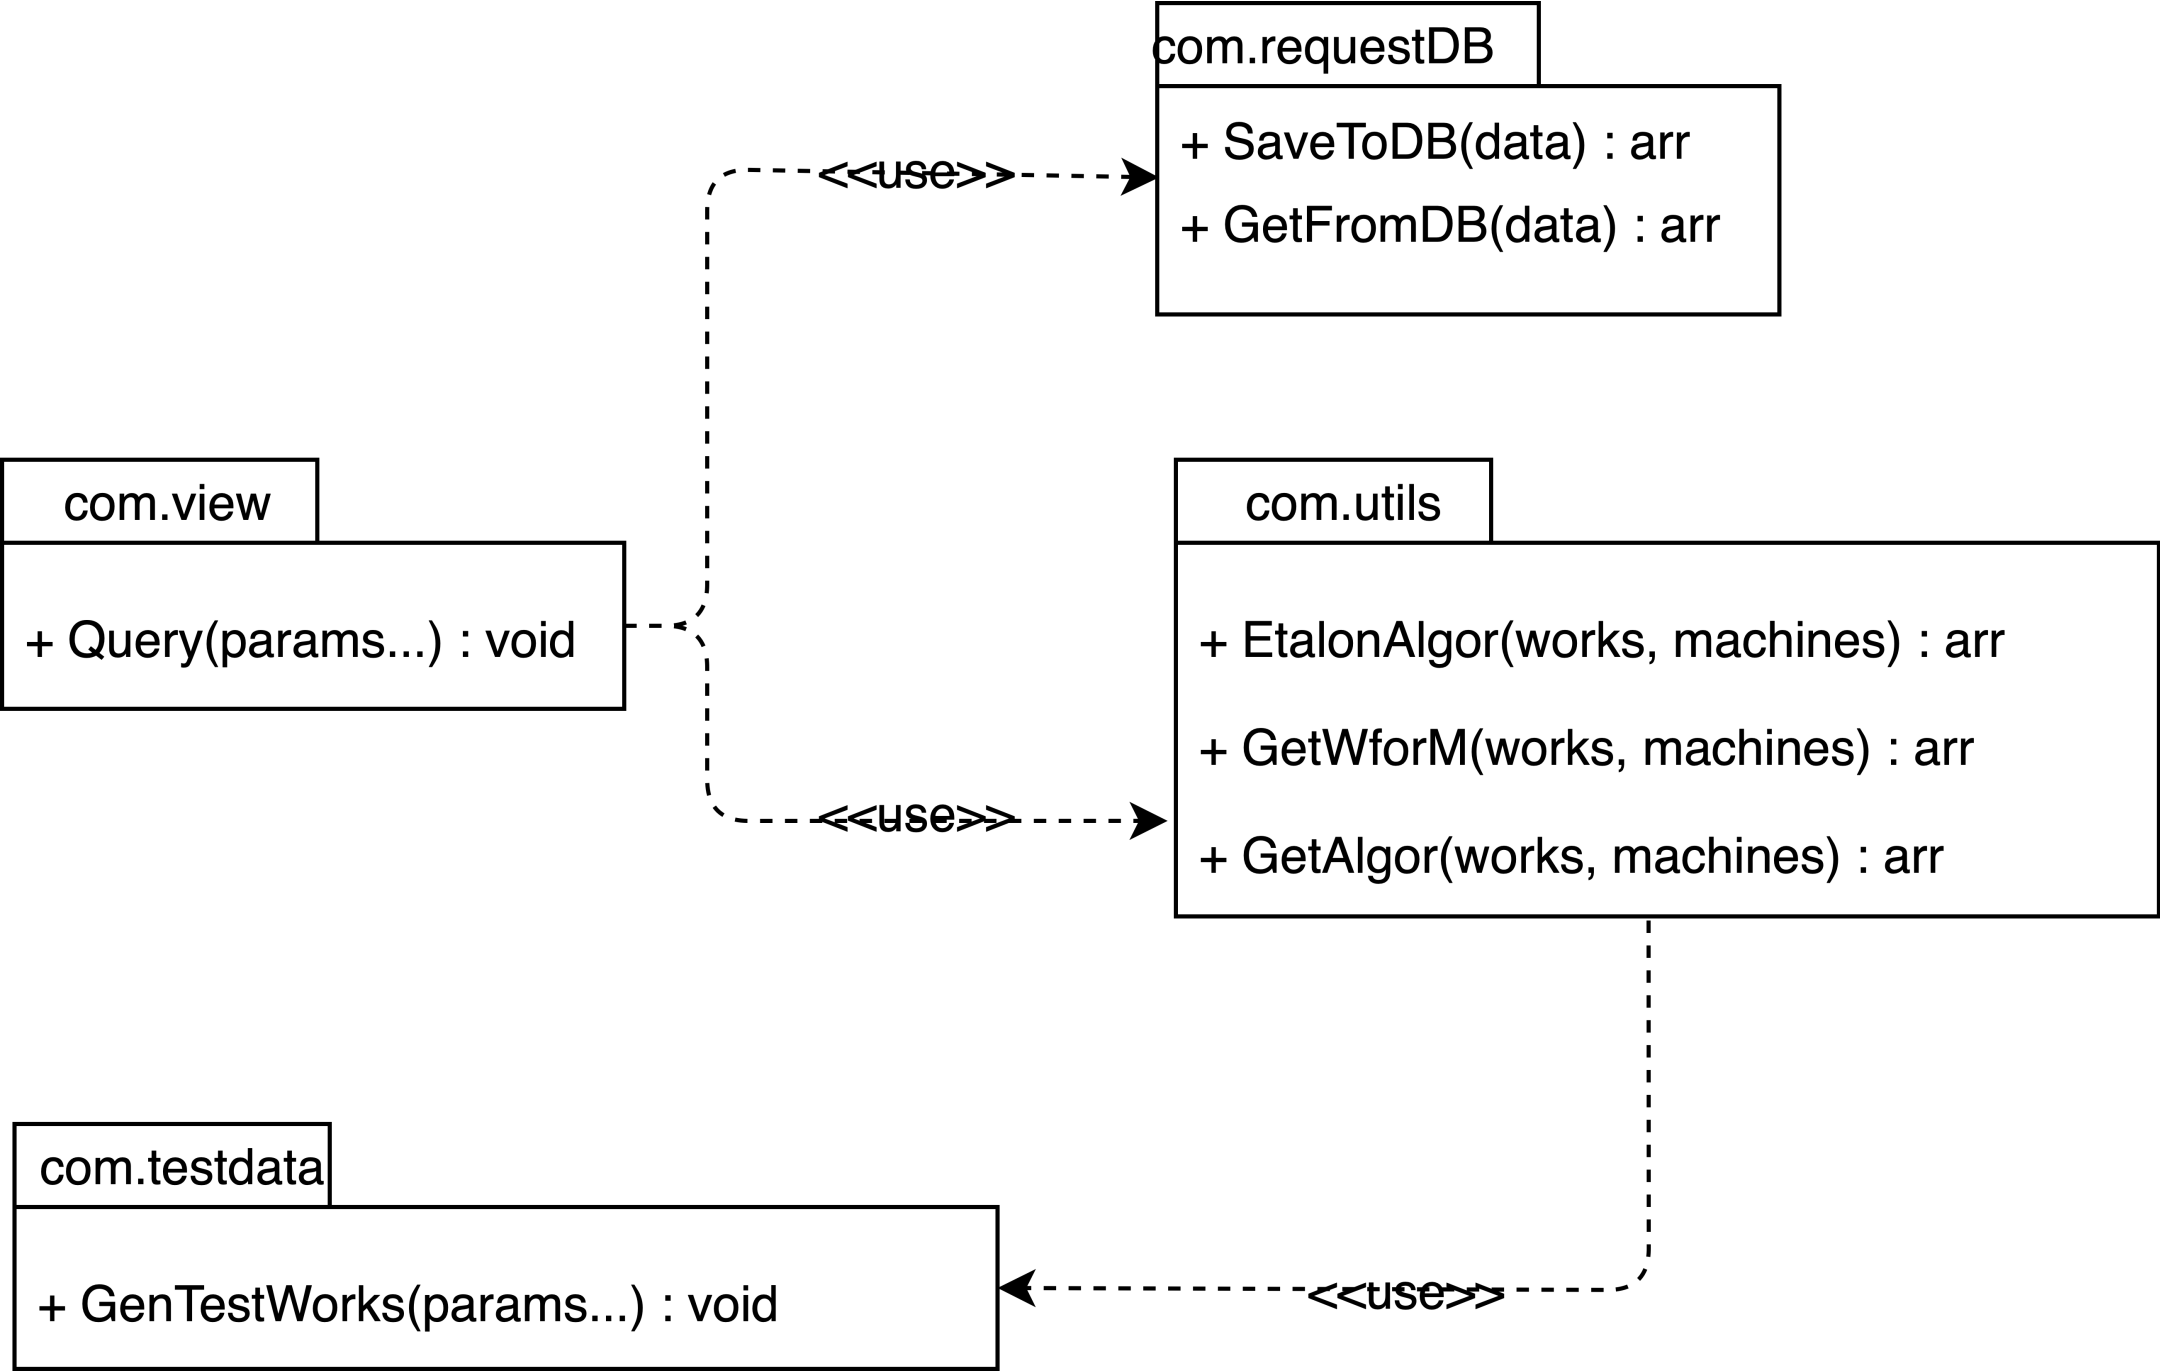 com.requestDB
+ SaveToDB(data) : arr
+ GetFromDB(data) : arr
<<use>>
com.view
+ Query(params...) : void
com.utils
+ EtalonAlgor(works, machines) : arr
+ GetWforM(works, machines) : arr
+ GetAlgor(works, machines) : arr
<<use>>
com.testdata
+ GenTestWorks(params...) : void
<<use>>